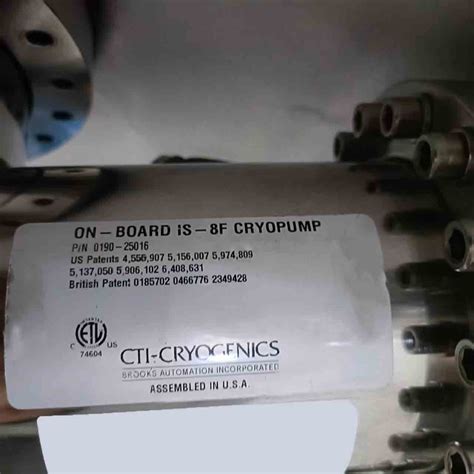 ON-BOARD iS-8F CRYOPUMP
P/N 0190-25016
US Patents 4,555,907 5,156,007 5,974,809
5,137,050 5,906,102 6,408,631
British Patent 0185702 0466776 2349428
C ETL US
74604
CTI-CRYOGENICS
BROOKS AUTOMATION INCORPORATED
ASSEMBLED IN U.S.A.